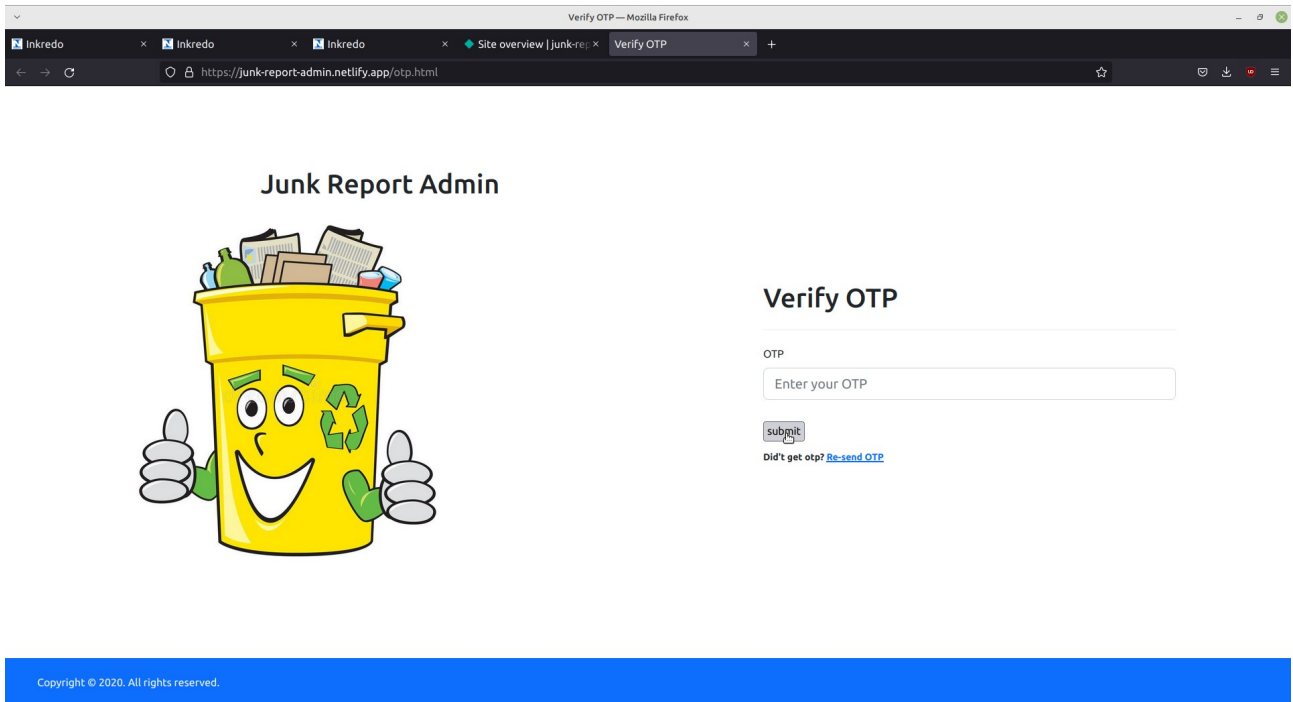 Verify OTP — Mozilla Firefox
Inkredo
Inkredo
Inkredo
Site overview | junk-rep
Verify OTP
https://junk-report-admin.netlify.app/otp.html
Junk Report Admin
Verify OTP
OTP
Enter your OTP
submit
Did't get otp? Re-send OTP
Copyright © 2020. All rights reserved.